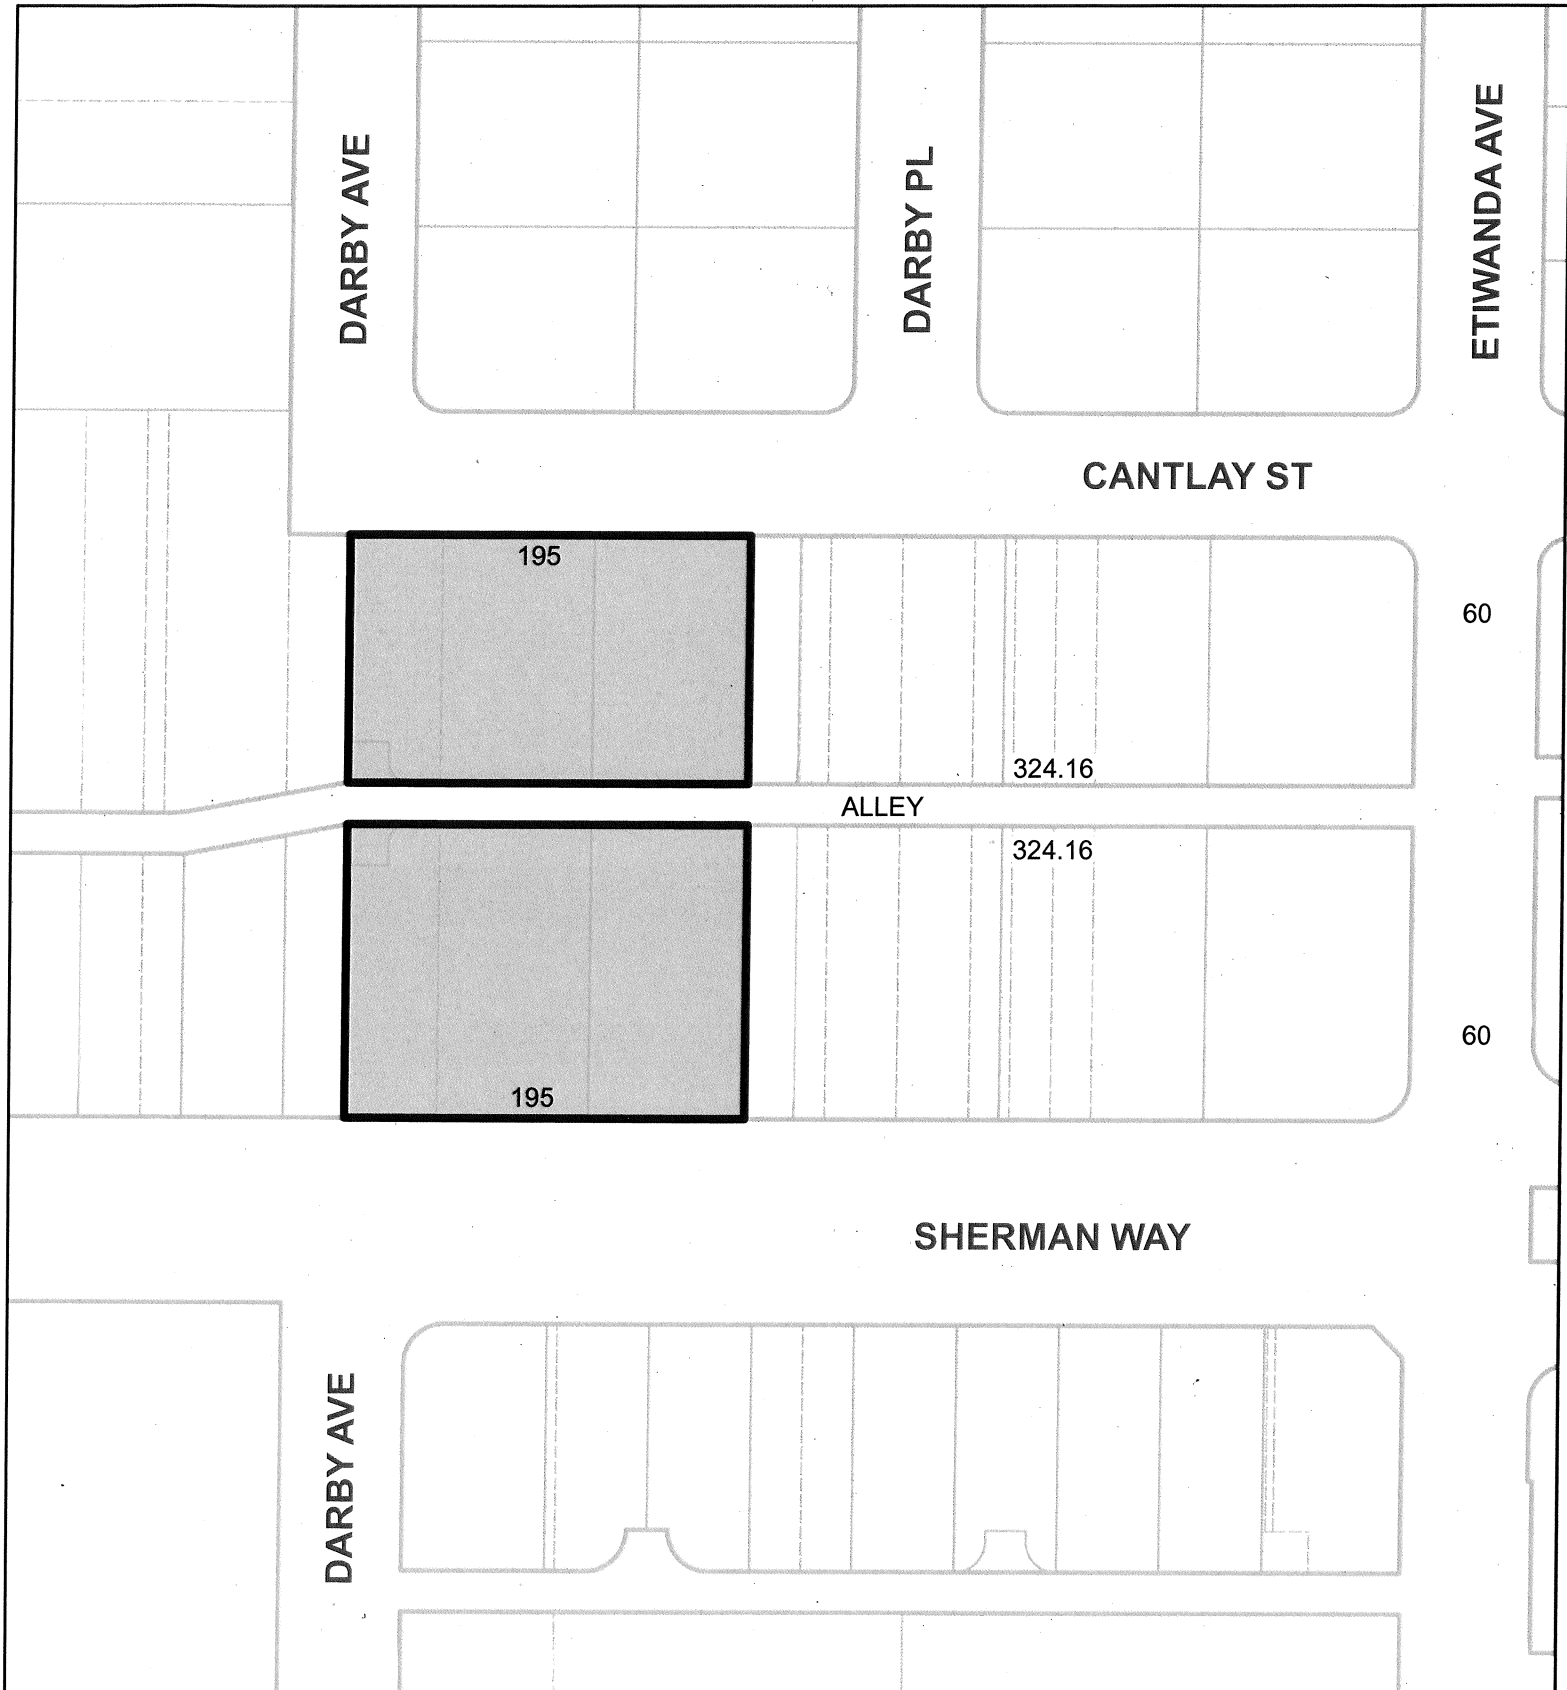 DARBY AVE
DARBY PL
ETIWANDA AVE
CANTLAY ST
195
60
324.16
ALLEY
324.16
195
60
SHERMAN WAY
DARBY AVE